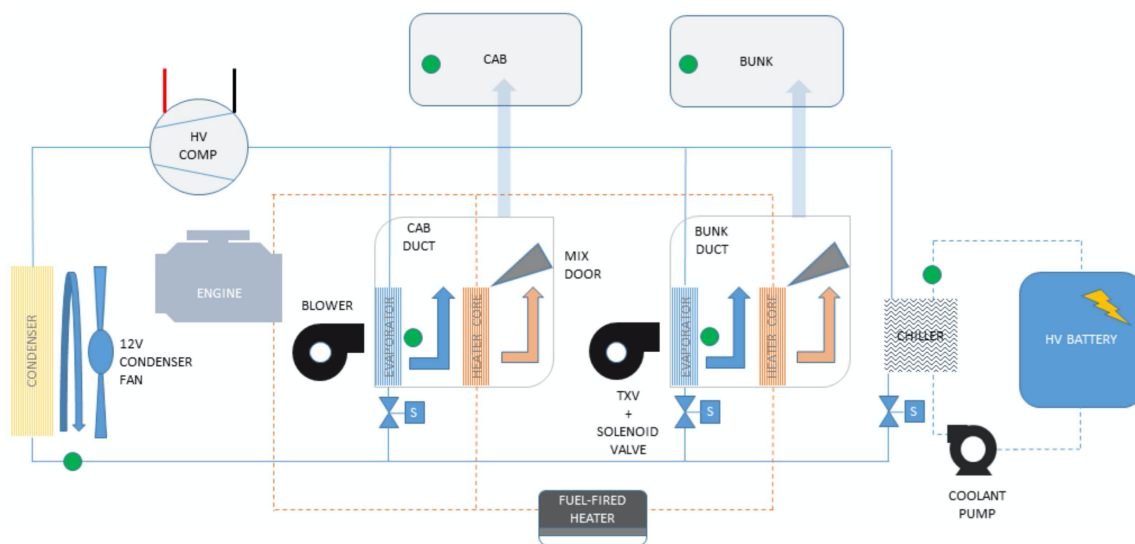 CAB
BUNK
HV
COMP
CAB
DUCT
MIX
DOOR
BUNK
DUCT
ENGINE
BLOWER
CONDENSER
12V
CONDENSER
FAN
EVAPORATOR
HEATER CORE
EVAPORATOR
HEATER CORE
CHILLER
HV BATTERY
S
S
S
TXV
+
SOLENOID
VALVE
COOLANT
PUMP
FUEL-FIRED
HEATER